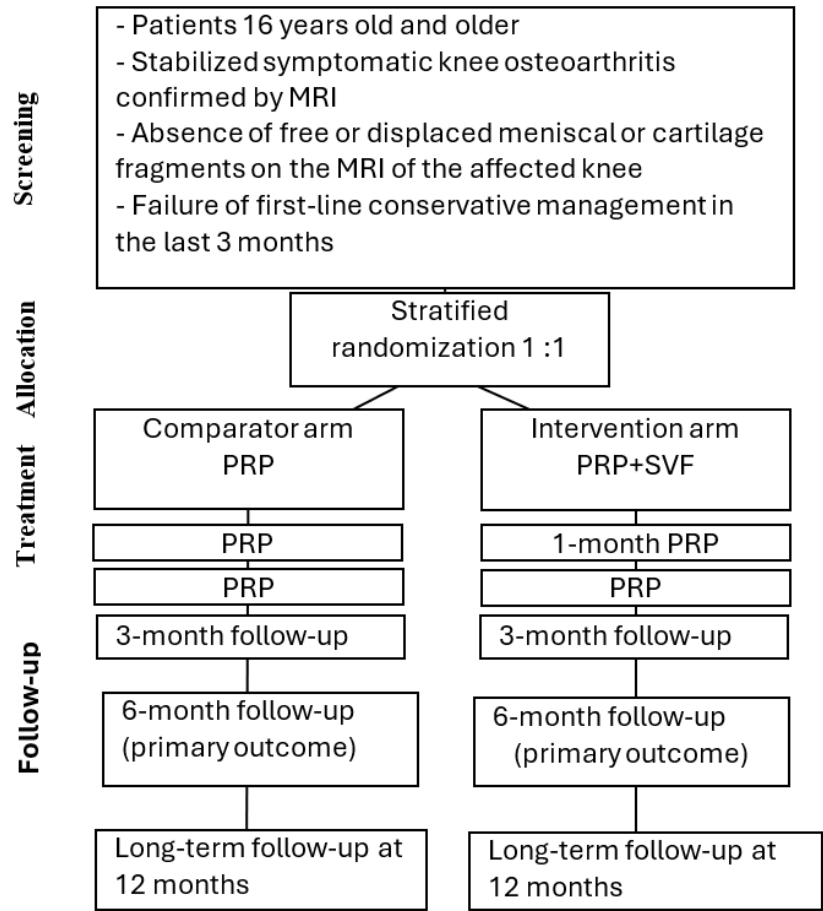 Screening
- Patients 16 years old and older
- Stabilized symptomatic knee osteoarthritis
confirmed by MRI
- Absence of free or displaced meniscal or cartilage
fragments on the MRI of the affected knee
- Failure of first-line conservative management in
the last 3 months
Allocation
Stratified
randomization 1 :1
Treatment
Comparator arm
PRP
Intervention arm
PRP+SVF
PRP
1-month PRP
PRP
PRP
Follow-up
3-month follow-up
3-month follow-up
6-month follow-up
(primary outcome)
6-month follow-up
(primary outcome)
Long-term follow-up at
12 months
Long-term follow-up at
12 months